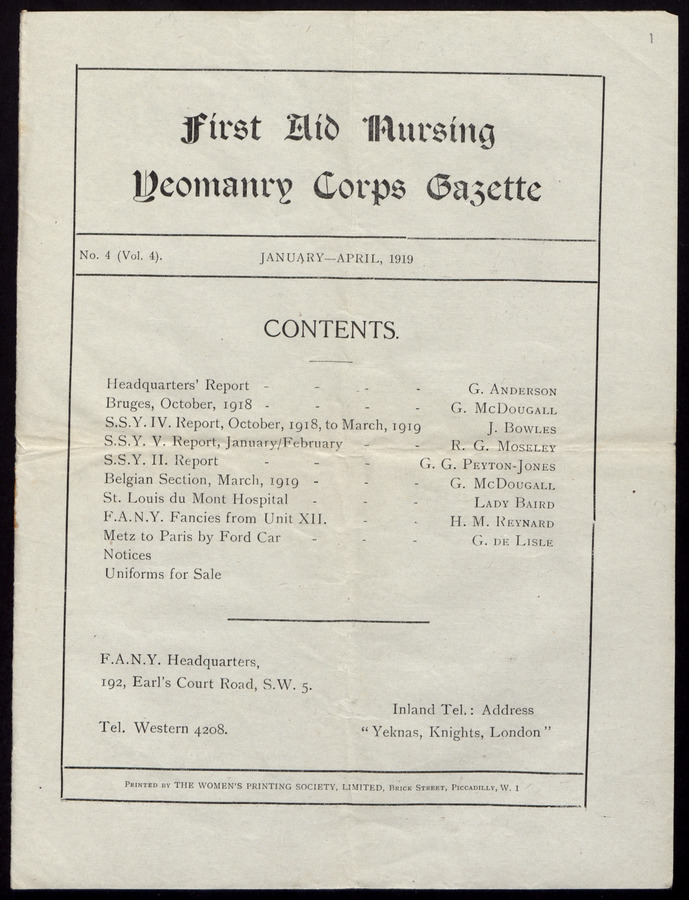 1
First Aid Nursing
Yeomanry Corps Gazette
No. 4 (Vol. 4). JANUARY—APRIL, 1919
CONTENTS.
Headquarters' Report - - - - G. ANDERSON
Bruges, October, 1918 - - - - G. MCDOUGALL
S.S.Y. IV. Report, October, 1918, to March, 1919 J. BOWLES
S.S.Y. V. Report, January/February - - R. G. MOSELEY
S.S.Y. II. Report - - - G. G. PEYTON-JONES
Belgian Section, March, 1919 - - - G. MCDOUGALL
St. Louis du Mont Hospital - - - LADY BAIRD
F.A.N.Y. Fancies from Unit XII. - - H. M. REYNARD
Metz to Paris by Ford Car - - - G. DE LISLE
Notices
Uniforms for Sale
F.A.N.Y. Headquarters,
192, Earl's Court Road, S.W. 5.
Inland Tel.: Address
Tel. Western 4208. "Yeknas, Knights, London"
PRINTED BY THE WOMEN'S PRINTING SOCIETY, LIMITED, BRICK STREET, PICCADILLY, W. 1